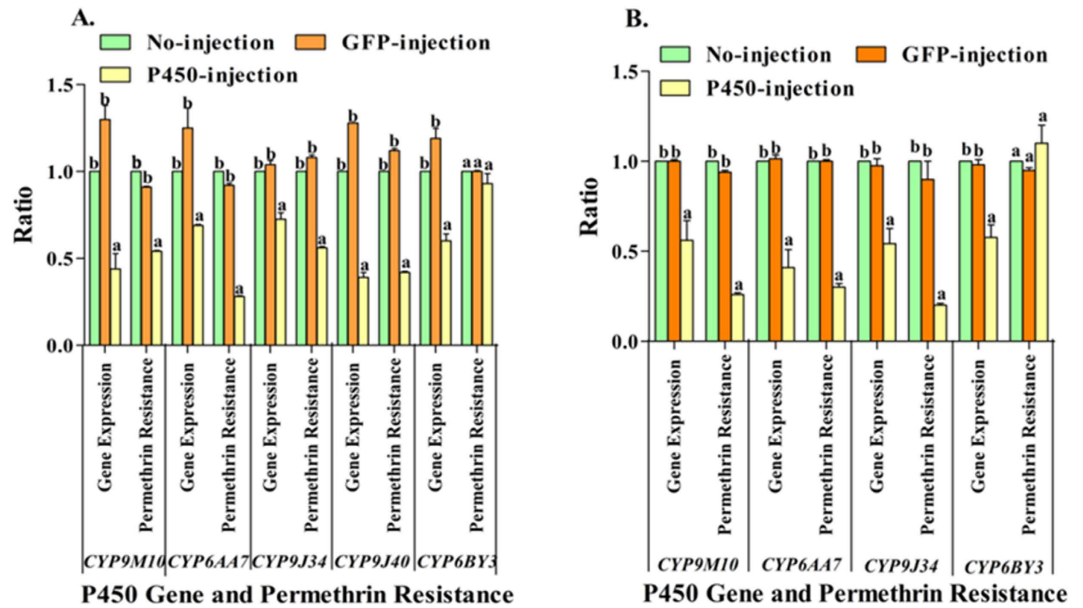 A.
No-injection GFP-injection
P450-injection
1.5
1.0
0.5
0.0
Ratio
b b a b b a b b a b b a b b a b b a b b a b b a b b a a a a
Gene Expression
Permethrin Resistance
Gene Expression
Permethrin Resistance
Gene Expression
Permethrin Resistance
Gene Expression
Permethrin Resistance
Gene Expression
Permethrin Resistance
CYP9M10 CYP6AA7 CYP9J34 CYP9J40 CYP6BY3
P450 Gene and Permethrin Resistance
B.
No-injection GFP-injection
P450-injection
1.5
1.0
0.5
0.0
Ratio
b b a b b a b b a b b a b b a b b a b b a a a a
Gene Expression
Permethrin Resistance
Gene Expression
Permethrin Resistance
Gene Expression
Permethrin Resistance
Gene Expression
Permethrin Resistance
CYP9M10 CYP6AA7 CYP9J34 CYP6BY3
P450 Gene and Permethrin Resistance